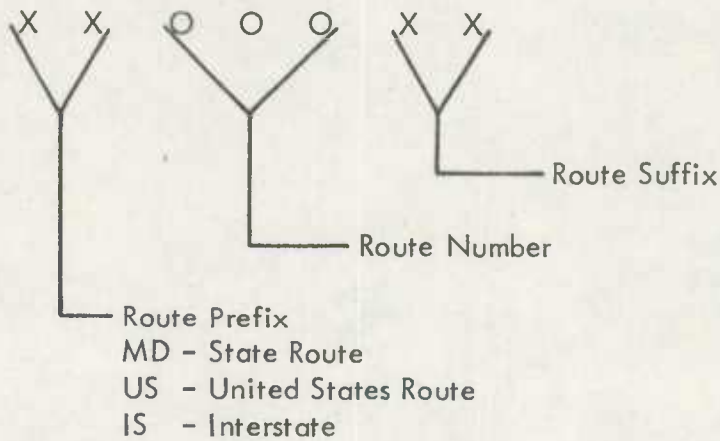 X X O O O X X
Route Suffix
Route Number
Route Prefix
MD - State Route
US - United States Route
IS - Interstate